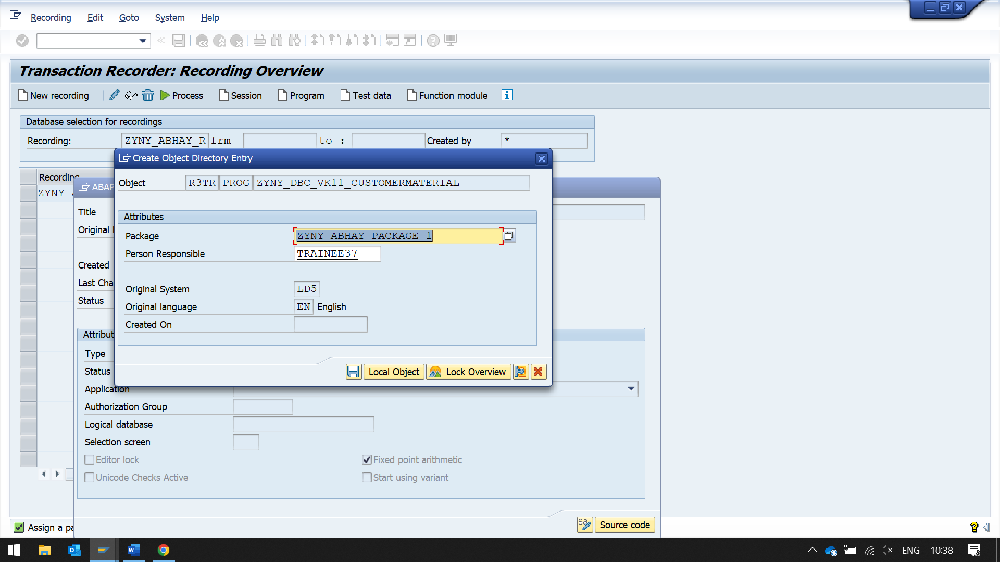 Recording Edit Goto System Help
Transaction Recorder: Recording Overview
New recording Process Session Program Test data Function module
Database selection for recordings
Recording: ZYNY_ABHAY_R frm to : Created by *
Create Object Directory Entry
Object R3TR PROG ZYNY_DBC_VK11_CUSTOMERMATERIAL
Attributes
Package ZYNY_ABHAY_PACKAGE_1
Person Responsible TRAINEE37
Original System LD5
Original language EN English
Created On
Local Object Lock Overview
Recording
ZYNY_A
ABAP
Title
Original l
Created
Last Cha
Status
Attribut
Type
Status
Application
Authorization Group
Logical database
Selection screen
Editor lock Fixed point arithmetic
Unicode Checks Active Start using variant
Source code
Assign a pa
ENG 10:38